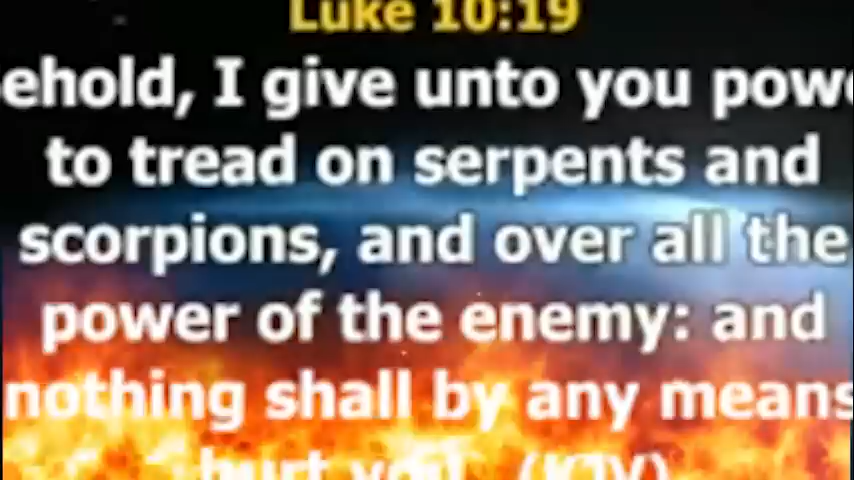 Luke 10:19
ehold, I give unto you powe
to tread on serpents and
scorpions, and over all the
power of the enemy: and
nothing shall by any means
hurt you. (KJV)